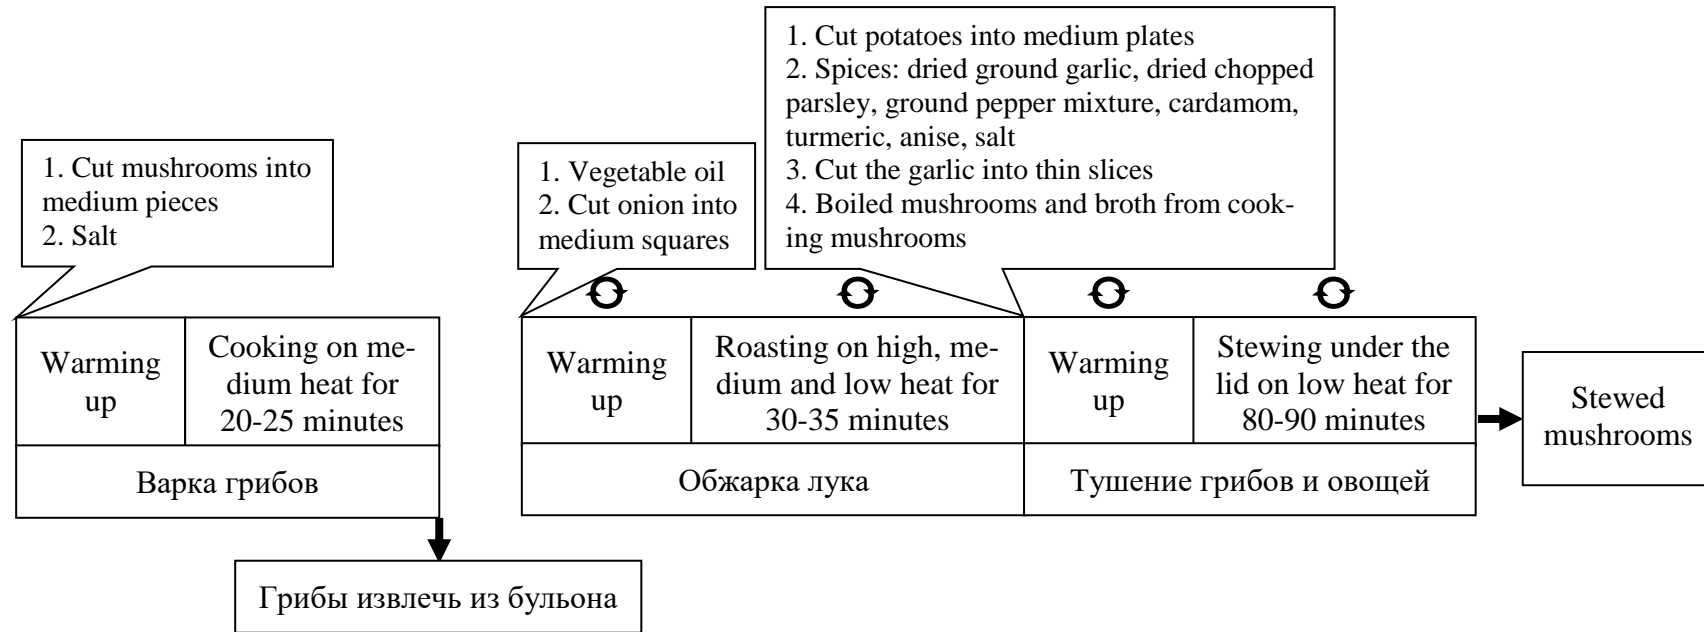 1. Cut mushrooms into
medium pieces
2. Salt
1. Vegetable oil
2. Cut onion into
medium squares
1. Cut potatoes into medium plates
2. Spices: dried ground garlic, dried chopped
parsley, ground pepper mixture, cardamom,
turmeric, anise, salt
3. Cut the garlic into thin slices
4. Boiled mushrooms and broth from cook-
ing mushrooms
Warming
up
Cooking on me-
dium heat for
20-25 minutes
Варка грибов
Грибы извлечь из бульона
Warming
up
Roasting on high, me-
dium and low heat for
30-35 minutes
Обжарка лука
Warming
up
Stewing under the
lid on low heat for
80-90 minutes
Тушение грибов и овощей
Stewed
mushrooms